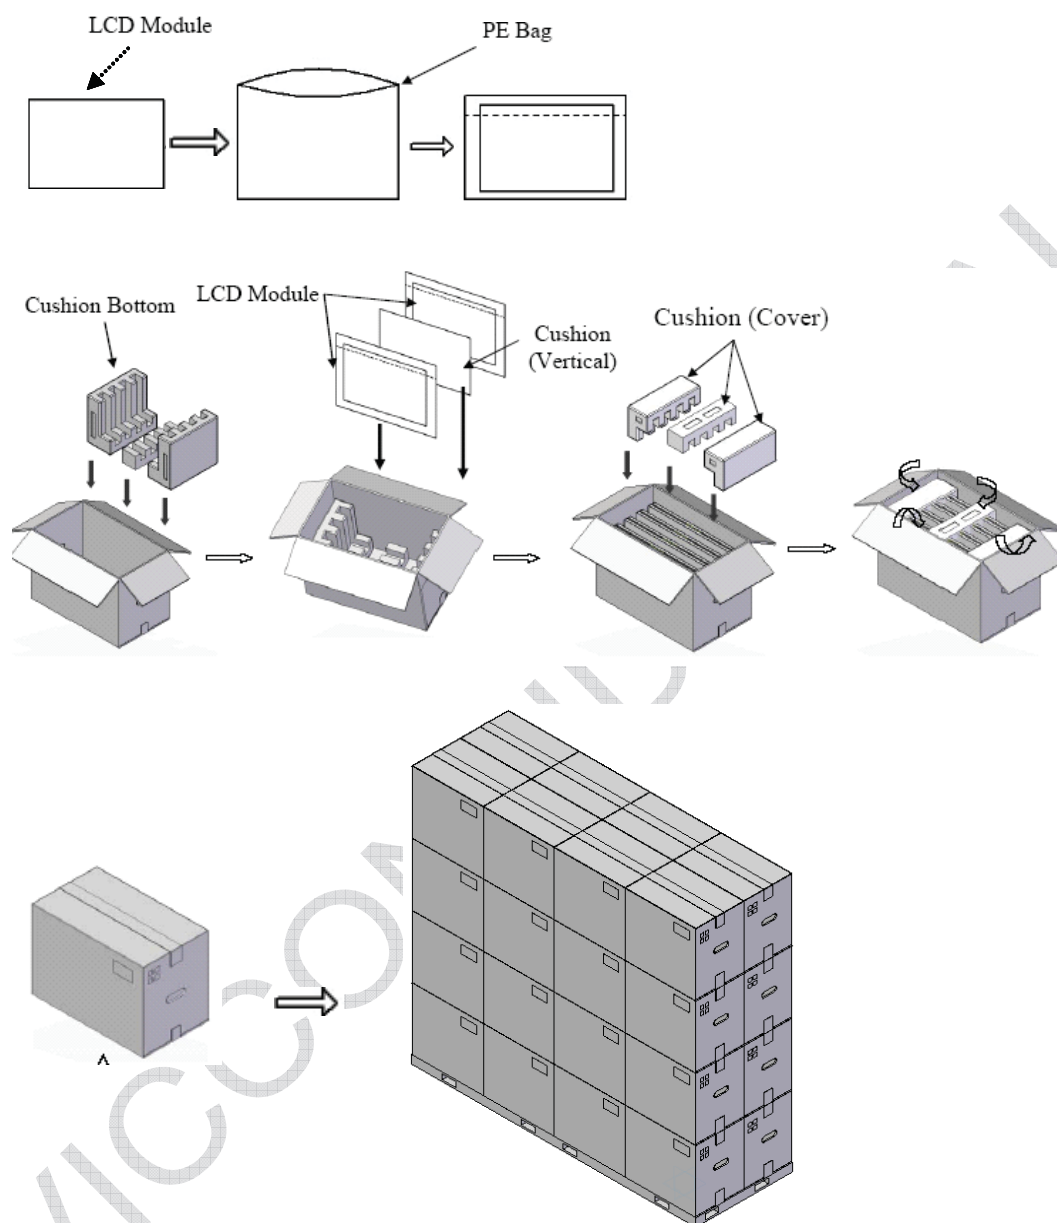 LCD Module
PE Bag
Cushion Bottom
LCD Module
Cushion
(Vertical)
Cushion (Cover)